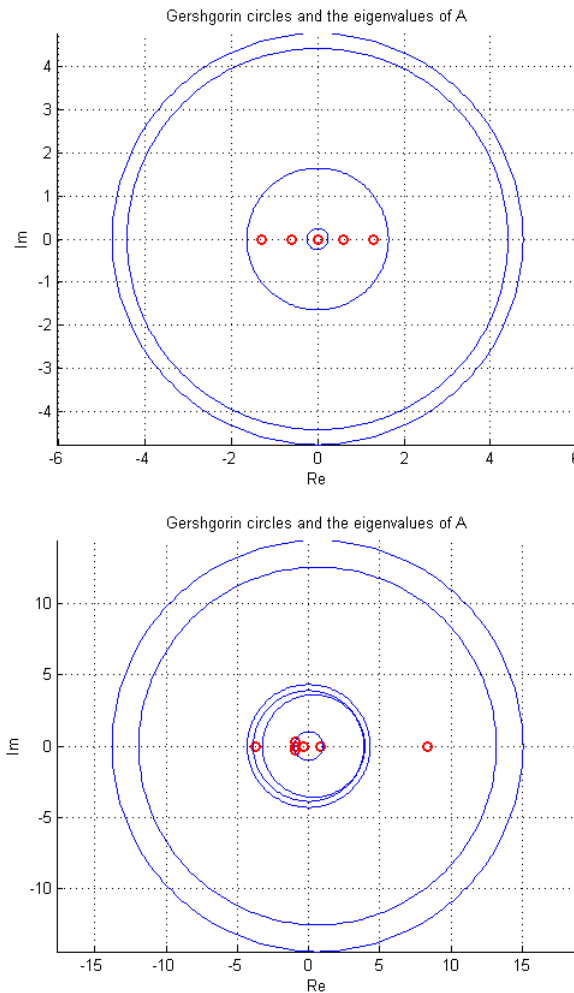 Gershgorin circles and the eigenvalues of A
4
3
2
1
0
-1
-2
-3
-4
Im
-6 -4 -2 0 2 4 6
Re
Gershgorin circles and the eigenvalues of A
10
5
0
-5
-10
Im
-15 -10 -5 0 5 10 15
Re